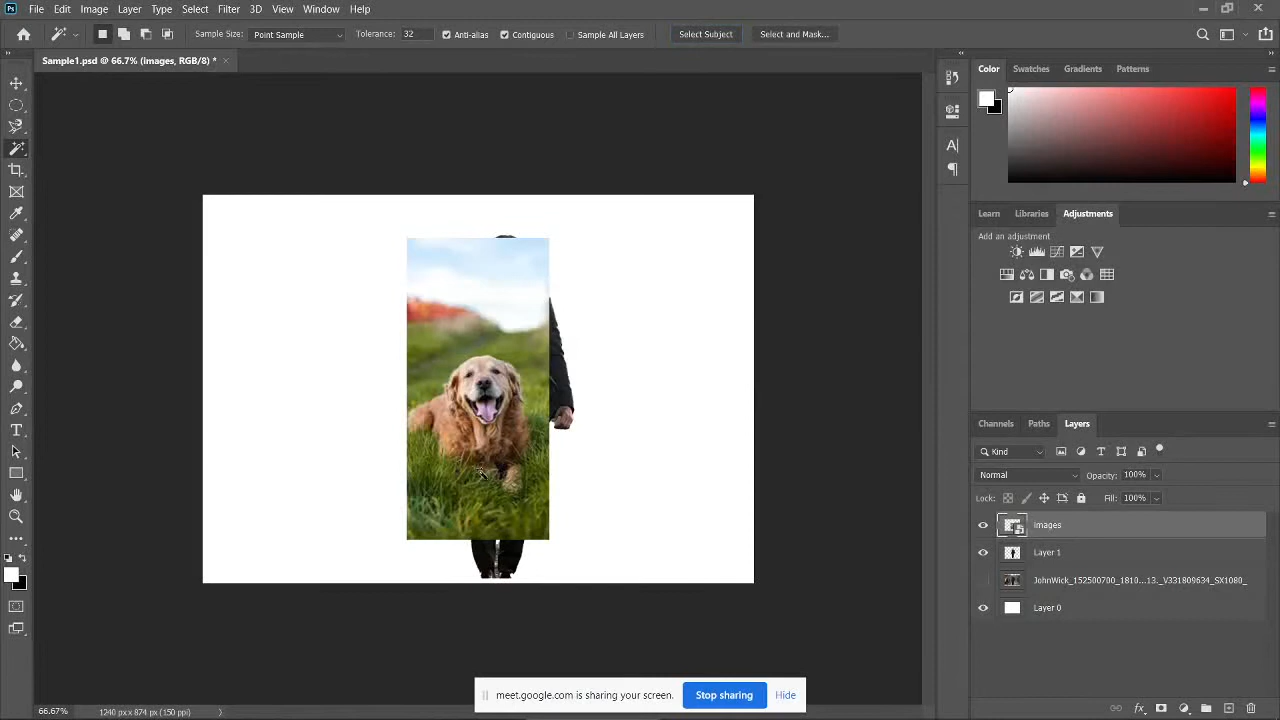 Ps File Edit Image Layer Type Select Filter 3D View Window Help
Sample Size: Point Sample Tolerance: 32 Anti-alias Contiguous Sample All Layers Select Subject Select and Mask...
Sample1.psd @ 66.7% (images, RGB/8) *
Color Swatches Gradients Patterns
Learn Libraries Adjustments
Add an adjustment
Channels Paths Layers
Kind
Normal Opacity: 100%
Lock: Fill: 100%
images
Layer 1
JohnWick_152500700_1810...13._V331809634_SX1080_
Layer 0
meet.google.com is sharing your screen. Stop sharing Hide
66.67% 1240 px x 874 px (150 ppi)